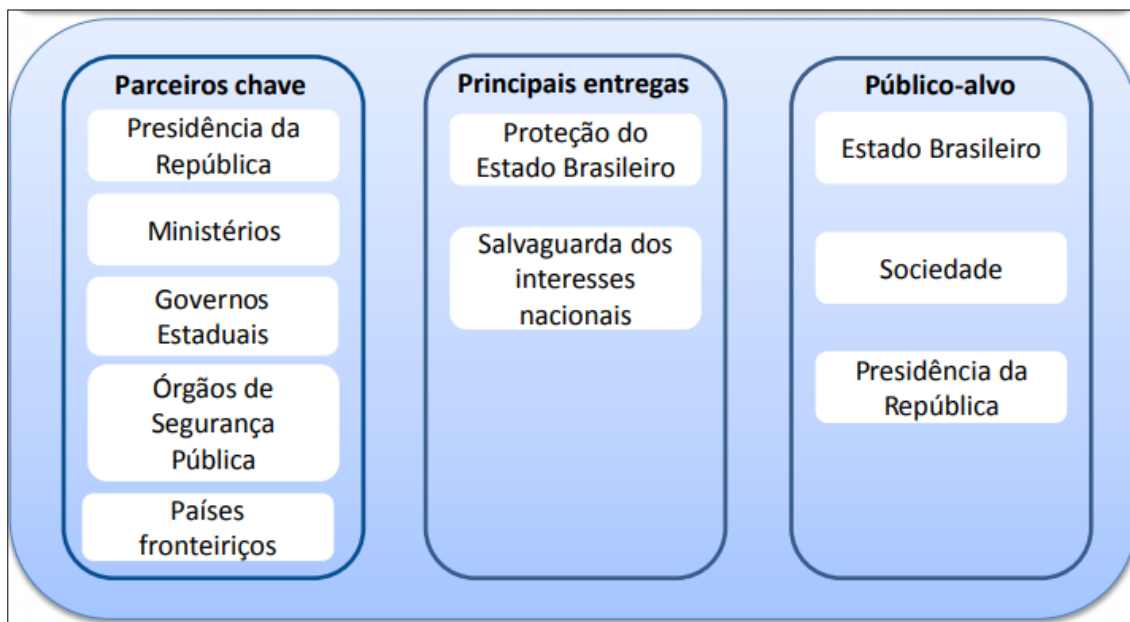 Parceiros chave
Presidência da
República
Ministérios
Governos
Estaduais
Órgãos de
Segurança
Pública
Países
fronteiriços
Principais entregas
Proteção do
Estado Brasileiro
Salvaguarda dos
interesses
nacionais
Público-alvo
Estado Brasileiro
Sociedade
Presidência da
República